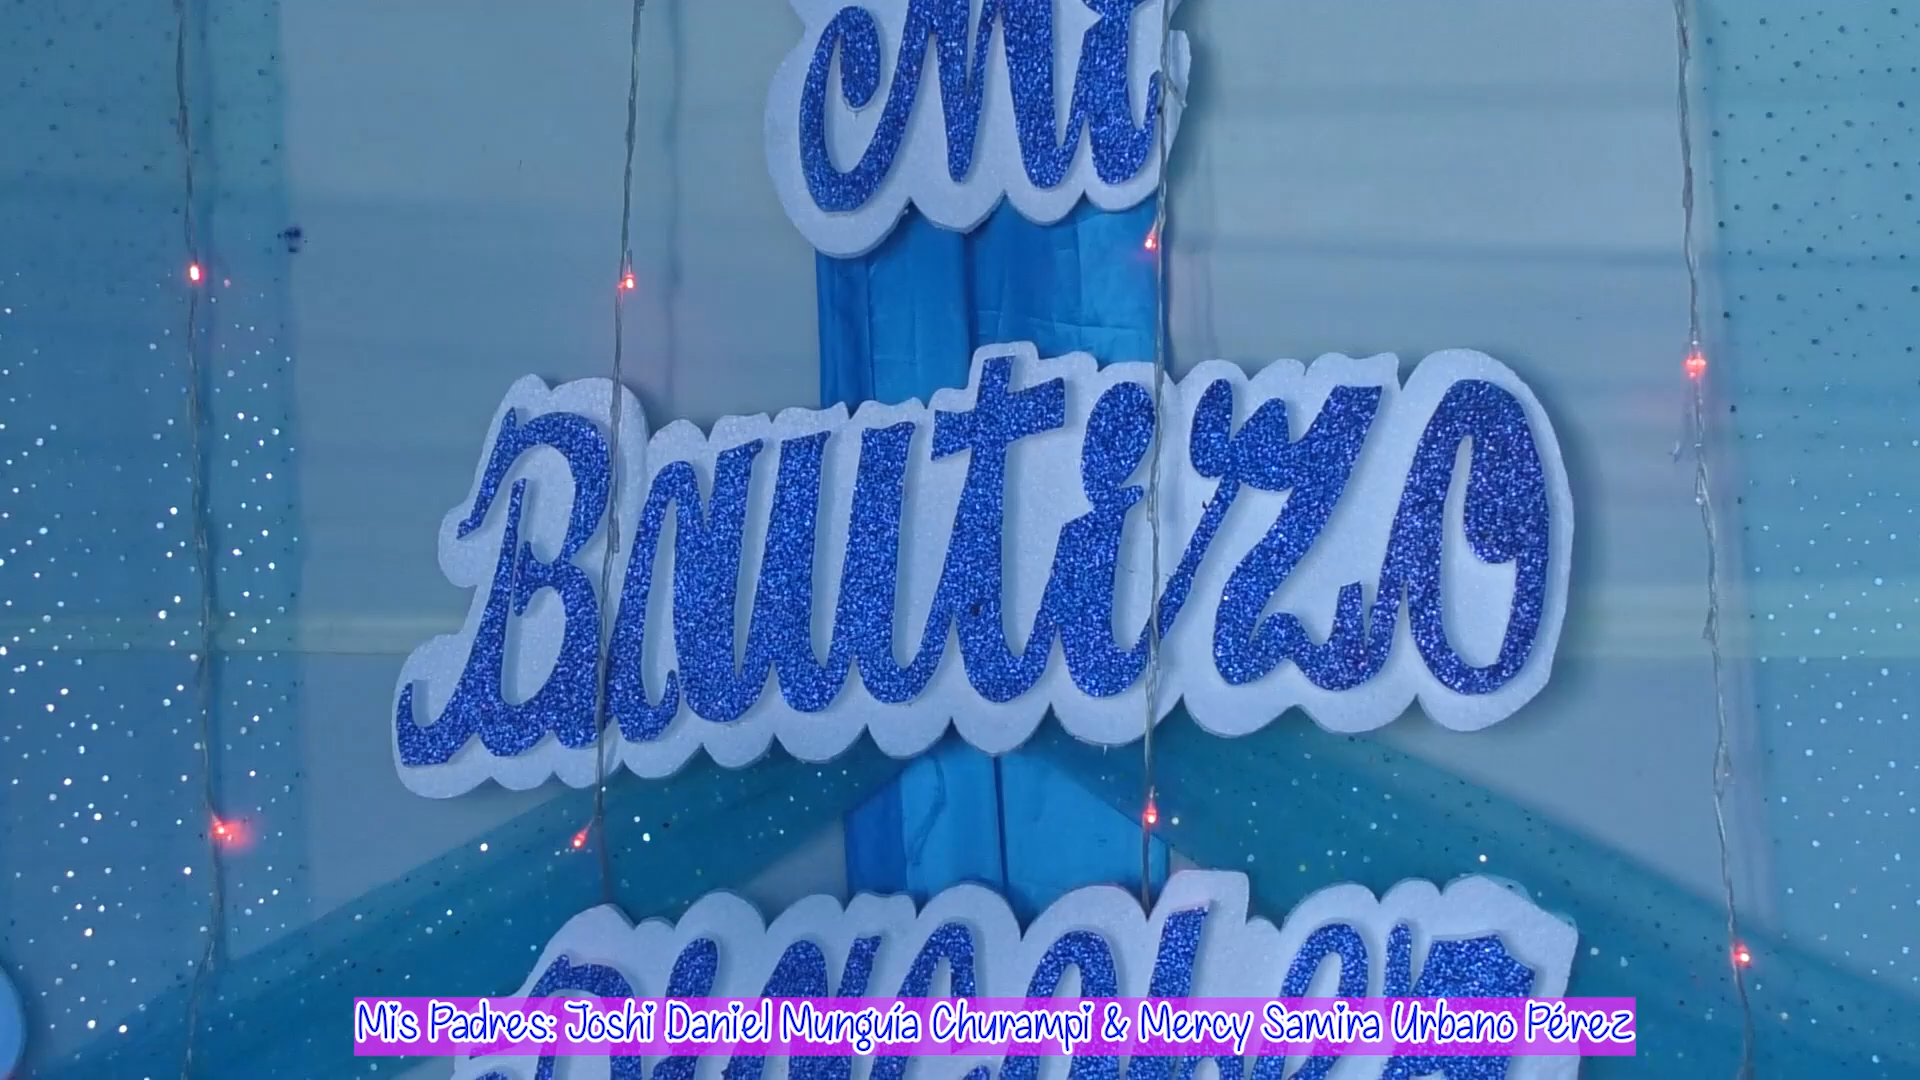 Mi
Bautizo
Mis Padres: Joshi Daniel Munguía Churampi & Mercy Samira Urbano Pérez